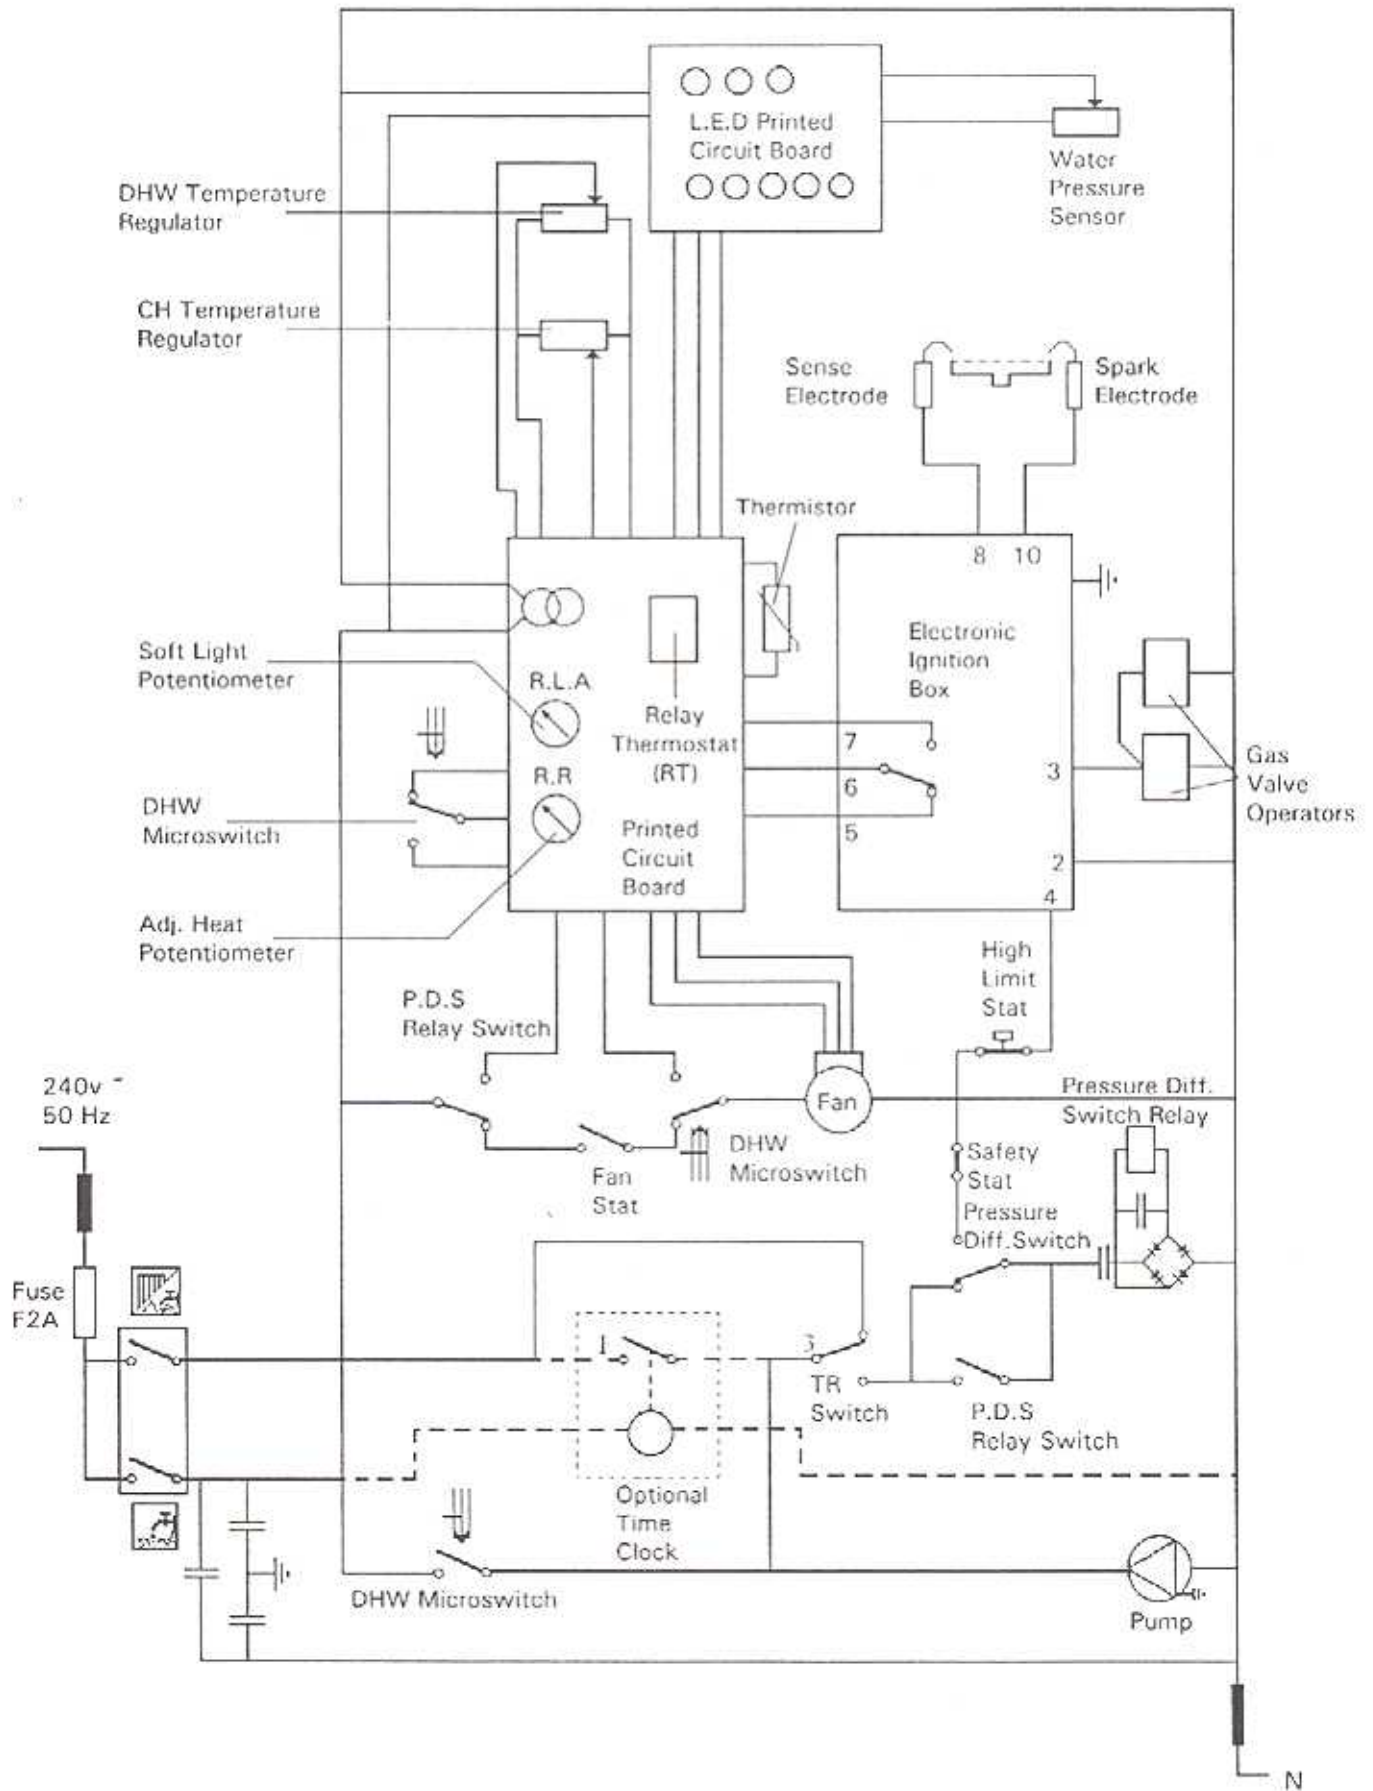 L.E.D Printed
Circuit Board
Water
Pressure
Sensor
DHW Temperature
Regulator
CH Temperature
Regulator
Sense
Electrode
Spark
Electrode
Thermistor
8 10
Electronic
Ignition
Box
Soft Light
Potentiometer
R.L.A
Relay
Thermostat
(RT)
7
6
5
3
2
4
Gas
Valve
Operators
R.R
DHW
Microswitch
Printed
Circuit
Board
Adj. Heat
Potentiometer
High
Limit
Stat
P.D.S
Relay Switch
240v ~
50 Hz
Fan
Pressure Diff.
Switch Relay
DHW
Microswitch
Fan
Stat
Safety
Stat
Pressure
Diff.Switch
Fuse
F2A
1
3
TR
Switch
P.D.S
Relay Switch
Optional
Time
Clock
DHW Microswitch
Pump
N